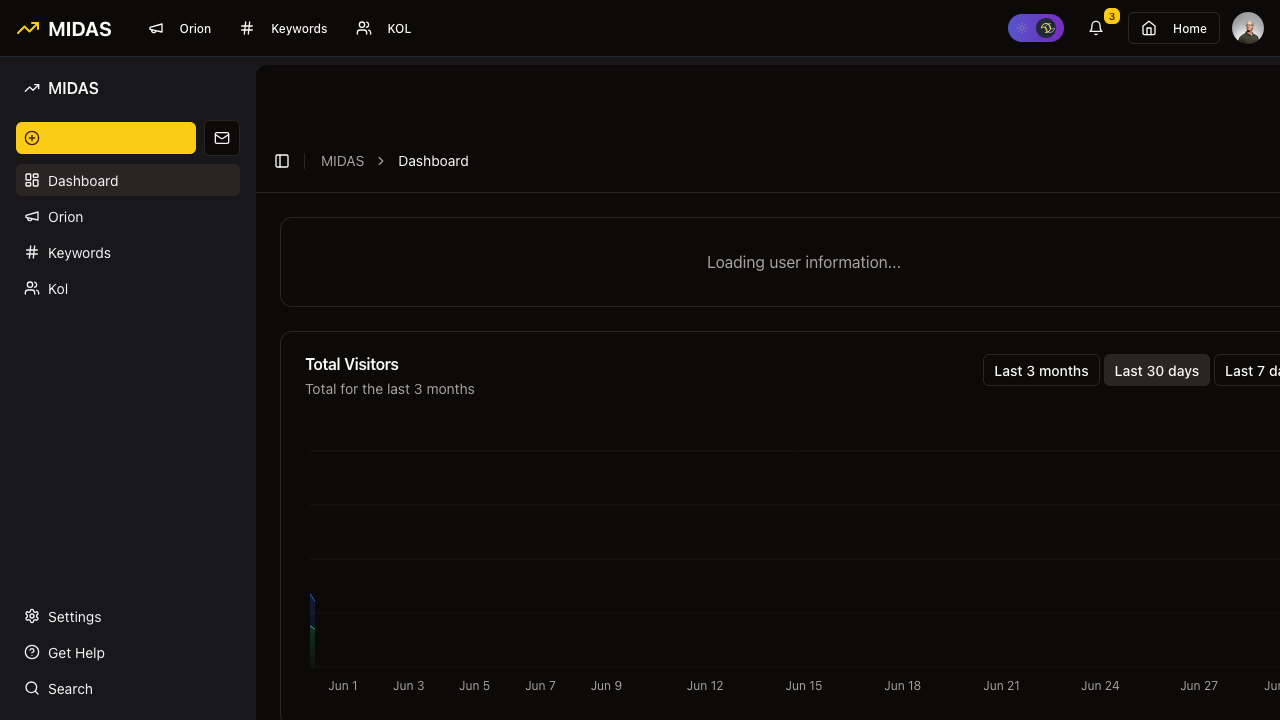 MIDAS
Orion
Keywords
KOL
3
Home
MIDAS
Dashboard
Orion
Keywords
Kol
Settings
Get Help
Search
MIDAS > Dashboard
Loading user information...
Total Visitors
Total for the last 3 months
Last 3 months
Last 30 days
Last 7 da
Jun 1 Jun 3 Jun 5 Jun 7 Jun 9 Jun 12 Jun 15 Jun 18 Jun 21 Jun 24 Jun 27 Jun